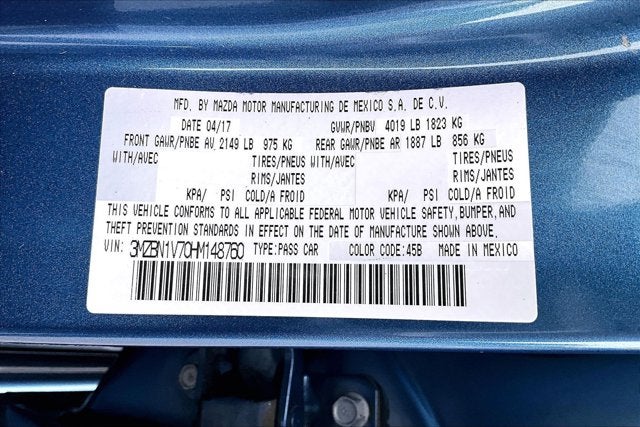 MFD. BY MAZDA MOTOR MANUFACTURING DE MEXICO S.A. DE C.V.
DATE 04/17 GVWR/PNBV 4019 LB 1823 KG
FRONT GAWR/PNBE AV 2149 LB 975 KG REAR GAWR/PNBE AR 1887 LB 856 KG
WITH/AVEC TIRES/PNEUS WITH/AVEC TIRES/PNEUS
RIMS/JANTES RIMS/JANTES
KPA/ PSI COLD/A FROID KPA/ PSI COLD/A FROID
THIS VEHICLE CONFORMS TO ALL APPLICABLE FEDERAL MOTOR VEHICLE SAFETY, BUMPER, AND
THEFT PREVENTION STANDARDS IN EFFECT ON THE DATE OF MANUFACTURE SHOWN ABOVE.
VIN: 3MZBN1V70HM148760 TYPE:PASS CAR COLOR CODE:45B MADE IN MEXICO